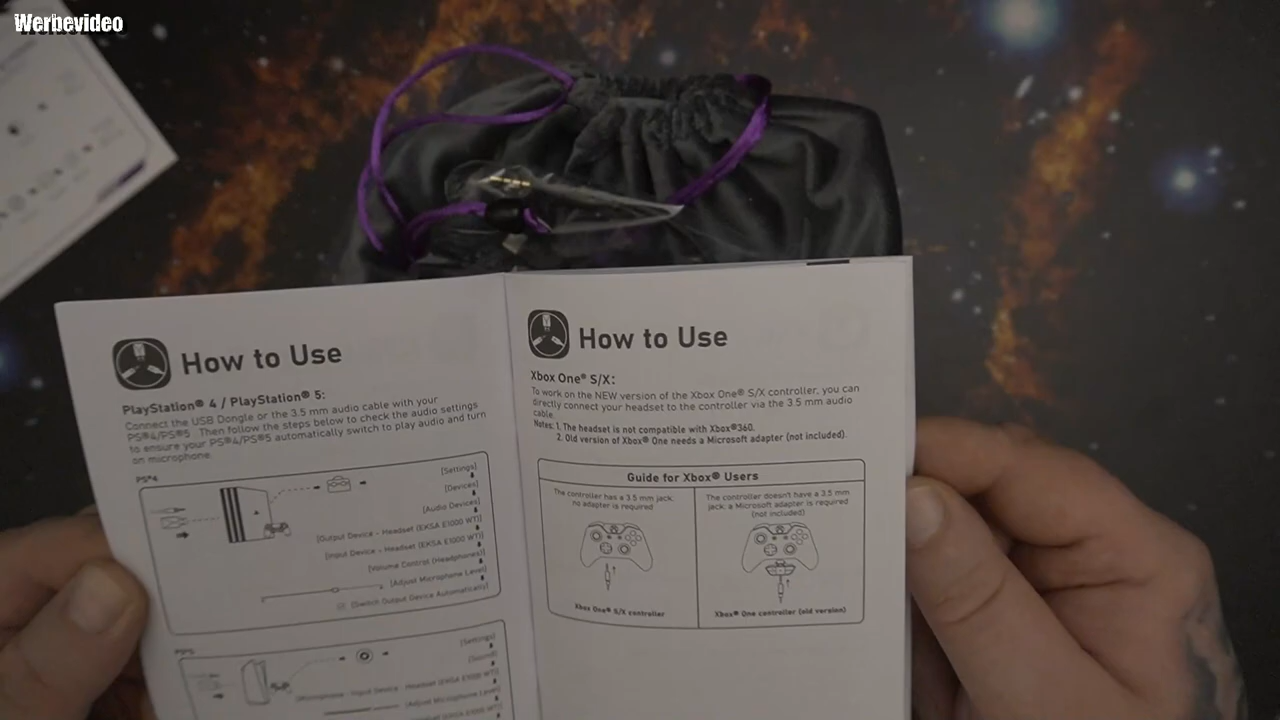 Werbevideo
How to Use
PlayStation® 4 / PlayStation® 5:
Connect the USB Dongle or the 3.5 mm audio cable with your
PS®4/PS®5. Then follow the steps below to check the audio settings
to ensure your PS®4/PS®5 automatically switch to play audio and turn
on microphone.
PS®4
[Settings]
[Devices]
[Audio Devices]
[Output Device - Headset (EKSA E1000 WT)]
[Input Device - Headset (EKSA E1000 WT)]
[Volume Control (Headphones)]
[Adjust Microphone Level]
[Switch Output Device Automatically]
PS®5
[Settings]
[Sound]
[Microphone - Input Device - Headset (EKSA E1000 WT)]
[Adjust Microphone Level]
How to Use
Xbox One® S/X:
To work on the NEW version of the Xbox One® S/X controller, you can
directly connect your headset to the controller via the 3.5 mm audio
cable.
Notes: 1. The headset is not compatible with Xbox®360.
2. Old version of Xbox® One needs a Microsoft adapter (not included).
Guide for Xbox® Users
The controller has a 3.5 mm jack,
no adapter is required
Xbox One® S/X controller
The controller doesn't have a 3.5 mm
jack, a Microsoft adapter is required
(not included)
Xbox® One controller (old version)